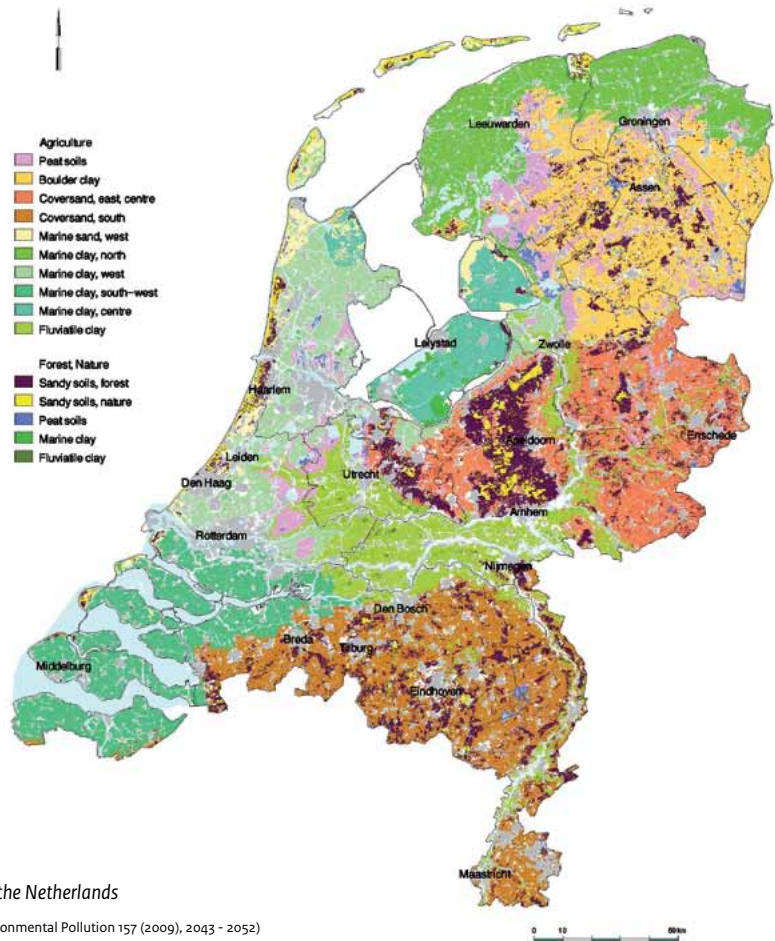 Agriculture
Peat soils
Boulder clay
Coversand, east, centre
Coversand, south
Marine sand, west
Marine clay, north
Marine clay, west
Marine clay, south-west
Marine clay, centre
Fluviatile clay
Forest, Nature
Sandy soils, forest
Sandy soils, nature
Peat soils
Marine clay
Fluviatile clay
Leeuwarden
Groningen
Assen
Lelystad
Zwolle
Haarlem
Apeldoorn
Enschede
Leiden
Utrecht
Den Haag
Arnhem
Rotterdam
Nijmegen
Den Bosch
Breda
Tilburg
Middelburg
Eindhoven
Maastricht
the Netherlands
onmental Pollution 157 (2009), 2043 - 2052)
0 10 50 km